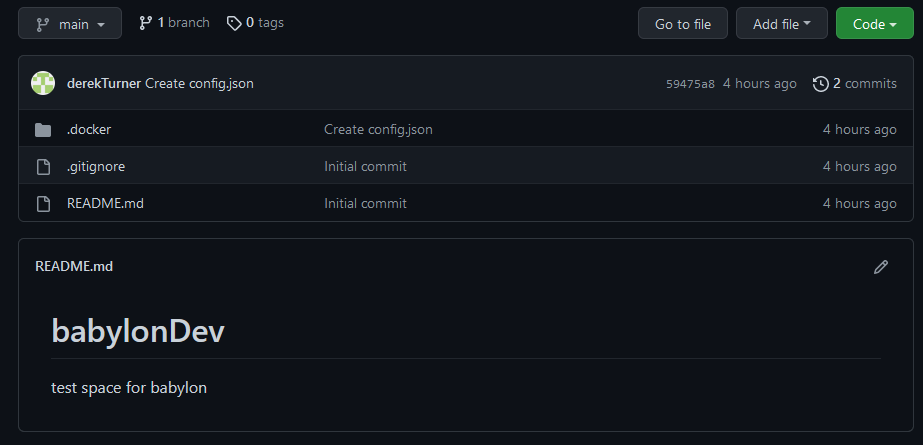 main 1 branch 0 tags Go to file Add file Code
derekTurner Create config.json 59475a8 4 hours ago 2 commits
.docker Create config.json 4 hours ago
.gitignore Initial commit 4 hours ago
README.md Initial commit 4 hours ago
README.md
babylonDev
test space for babylon